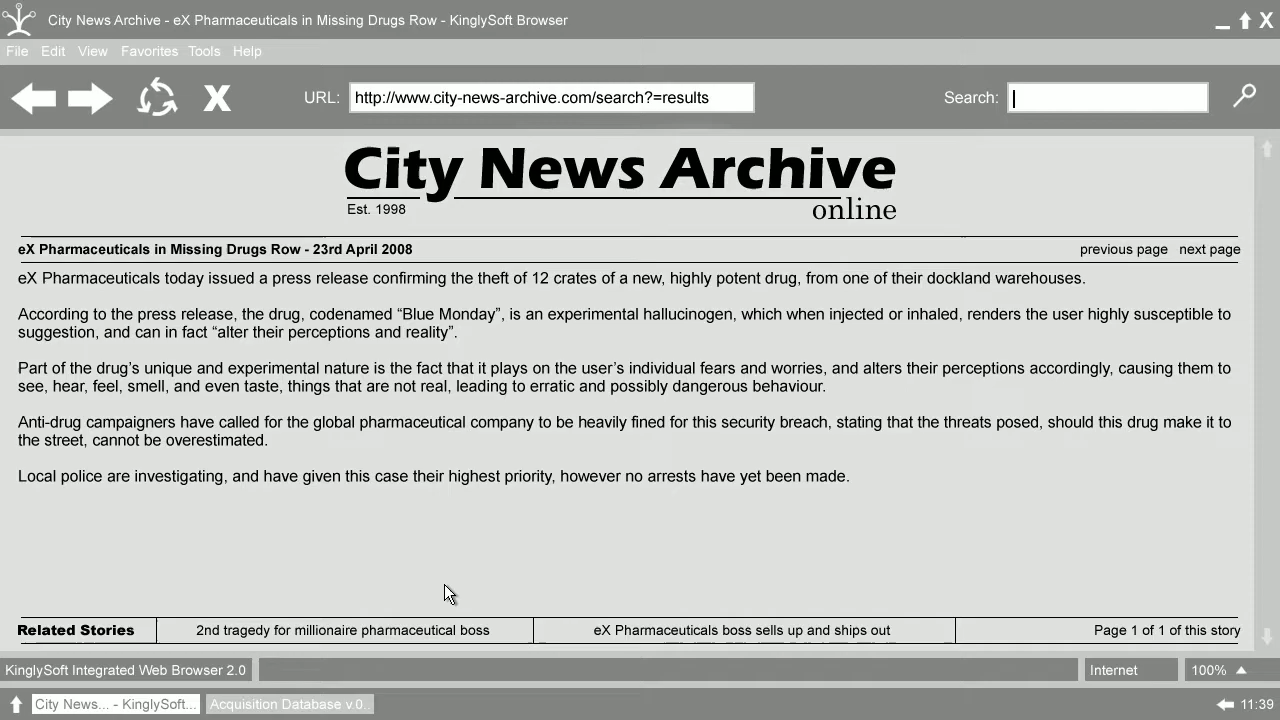 City News Archive - eX Pharmaceuticals in Missing Drugs Row - KinglySoft Browser
File Edit View Favorites Tools Help
URL: http://www.city-news-archive.com/search?=results Search:
City News Archive
Est. 1998
online
eX Pharmaceuticals in Missing Drugs Row - 23rd April 2008 previous page next page
eX Pharmaceuticals today issued a press release confirming the theft of 12 crates of a new, highly potent drug, from one of their dockland warehouses.
According to the press release, the drug, codenamed “Blue Monday”, is an experimental hallucinogen, which when injected or inhaled, renders the user highly susceptible to
suggestion, and can in fact “alter their perceptions and reality”.
Part of the drug’s unique and experimental nature is the fact that it plays on the user’s individual fears and worries, and alters their perceptions accordingly, causing them to
see, hear, feel, smell, and even taste, things that are not real, leading to erratic and possibly dangerous behaviour.
Anti-drug campaigners have called for the global pharmaceutical company to be heavily fined for this security breach, stating that the threats posed, should this drug make it to
the street, cannot be overestimated.
Local police are investigating, and have given this case their highest priority, however no arrests have yet been made.
Related Stories 2nd tragedy for millionaire pharmaceutical boss eX Pharmaceuticals boss sells up and ships out Page 1 of 1 of this story
KinglySoft Integrated Web Browser 2.0 Internet 100%
City News... - KinglySoft... Acquisition Database v.0.. 11:39